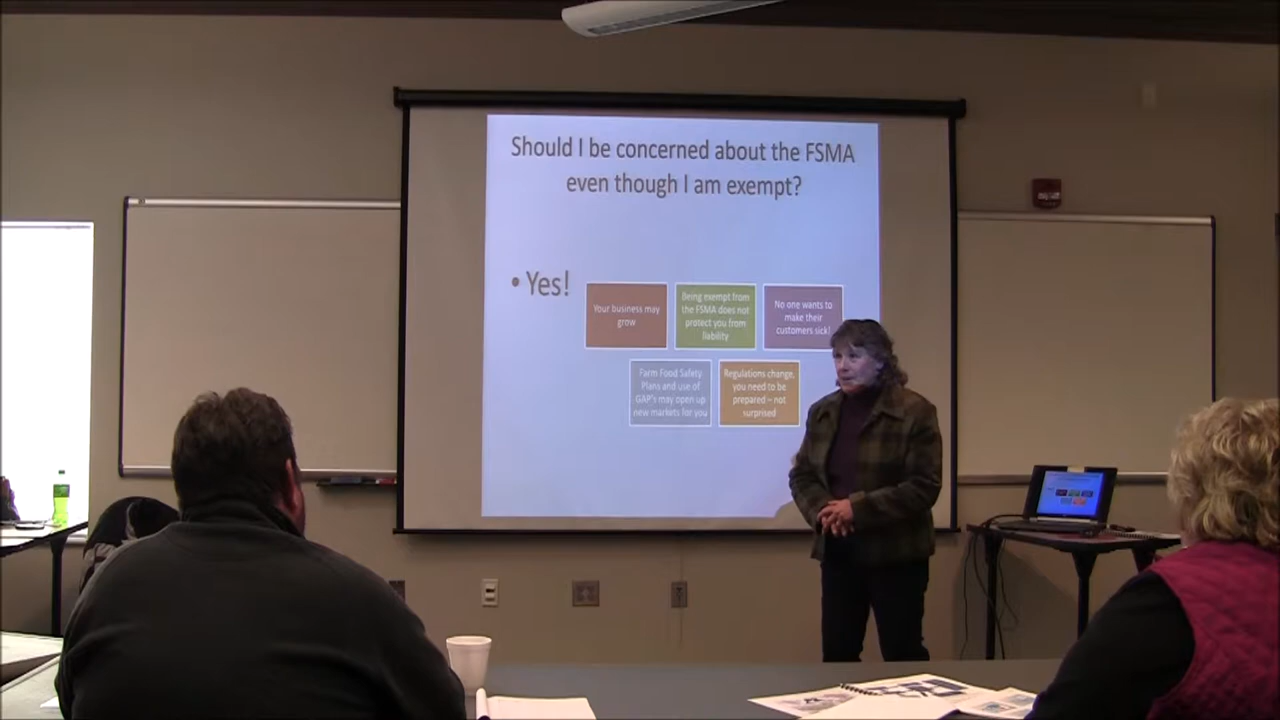 Should I be concerned about the FSMA
even though I am exempt?
• Yes!
Your business may
grow
Being exempt from
the FSMA does not
protect you from
liability
No one wants to
make their
customers sick!
Farm Food Safety
Plans and use of
GAP's may open up
new markets for you
Regulations change,
you need to be
prepared – not
surprised